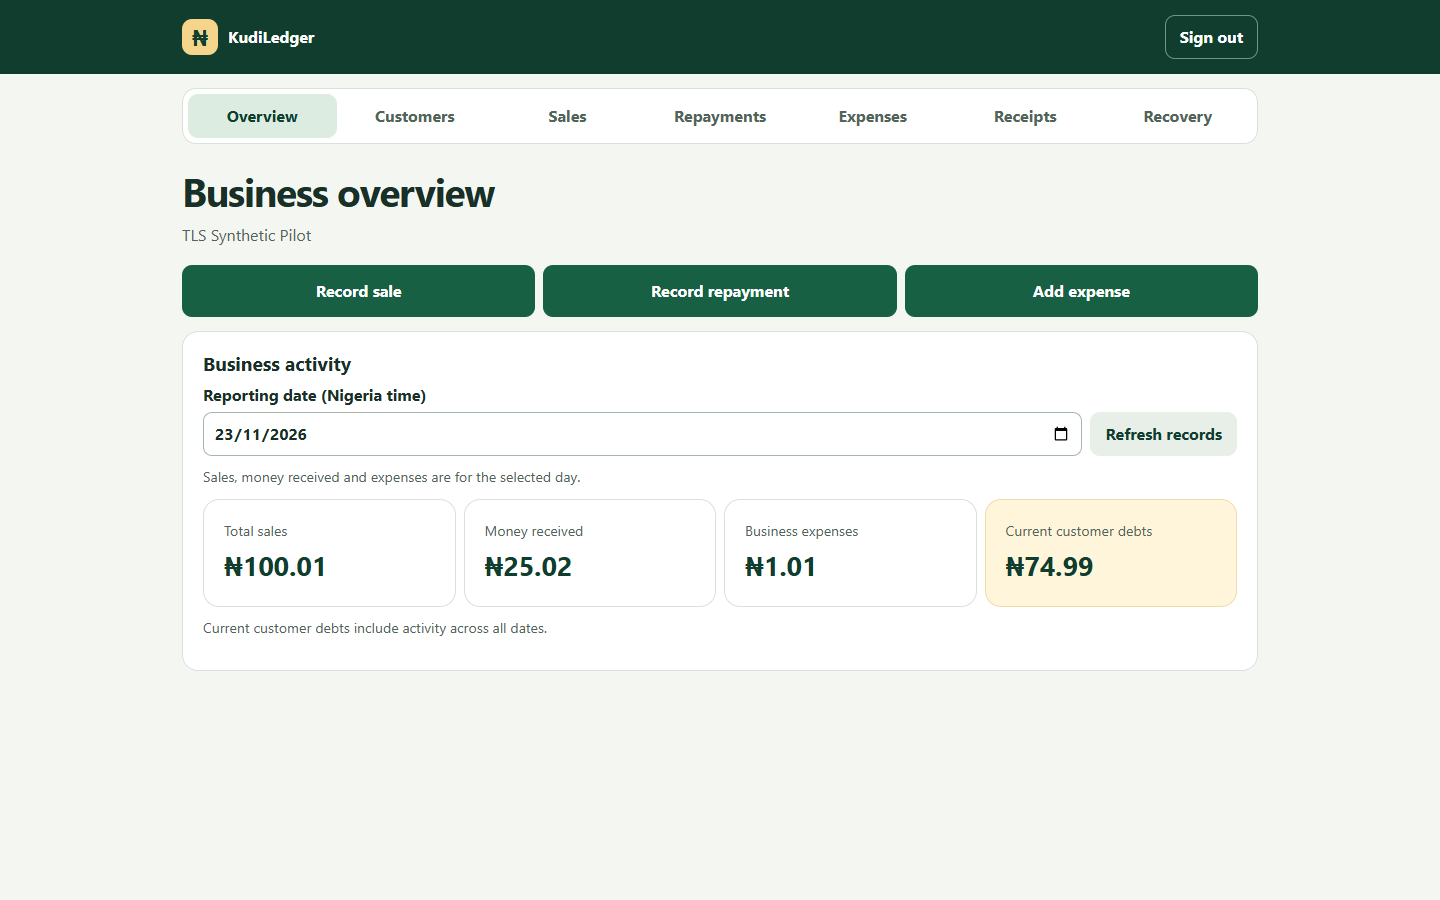 ₦ KudiLedger Sign out
Overview Customers Sales Repayments Expenses Receipts Recovery
Business overview
TLS Synthetic Pilot
Record sale Record repayment Add expense
Business activity
Reporting date (Nigeria time)
23/11/2026 Refresh records
Sales, money received and expenses are for the selected day.
Total sales Money received Business expenses Current customer debts
₦100.01 ₦25.02 ₦1.01 ₦74.99
Current customer debts include activity across all dates.